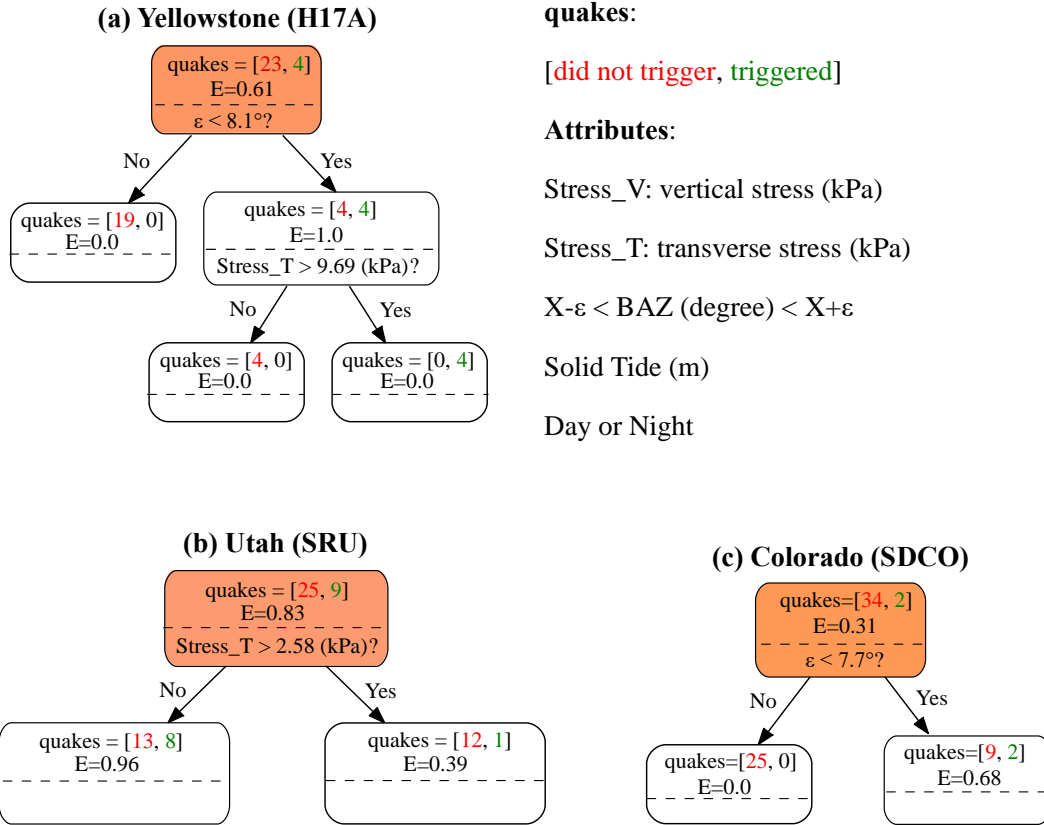 (a) Yellowstone (H17A)
quakes = [23, 4]
E=0.61
ε < 8.1°?
No
Yes
quakes = [19, 0]
E=0.0
quakes = [4, 4]
E=1.0
Stress_T > 9.69 (kPa)?
No
Yes
quakes = [4, 0]
E=0.0
quakes = [0, 4]
E=0.0
quakes:
[did not trigger, triggered]
Attributes:
Stress_V: vertical stress (kPa)
Stress_T: transverse stress (kPa)
X-ε < BAZ (degree) < X+ε
Solid Tide (m)
Day or Night
(b) Utah (SRU)
quakes = [25, 9]
E=0.83
Stress_T > 2.58 (kPa)?
No
Yes
quakes = [13, 8]
E=0.96
quakes = [12, 1]
E=0.39
(c) Colorado (SDCO)
quakes=[34, 2]
E=0.31
ε < 7.7°?
No
Yes
quakes=[25, 0]
E=0.0
quakes=[9, 2]
E=0.68